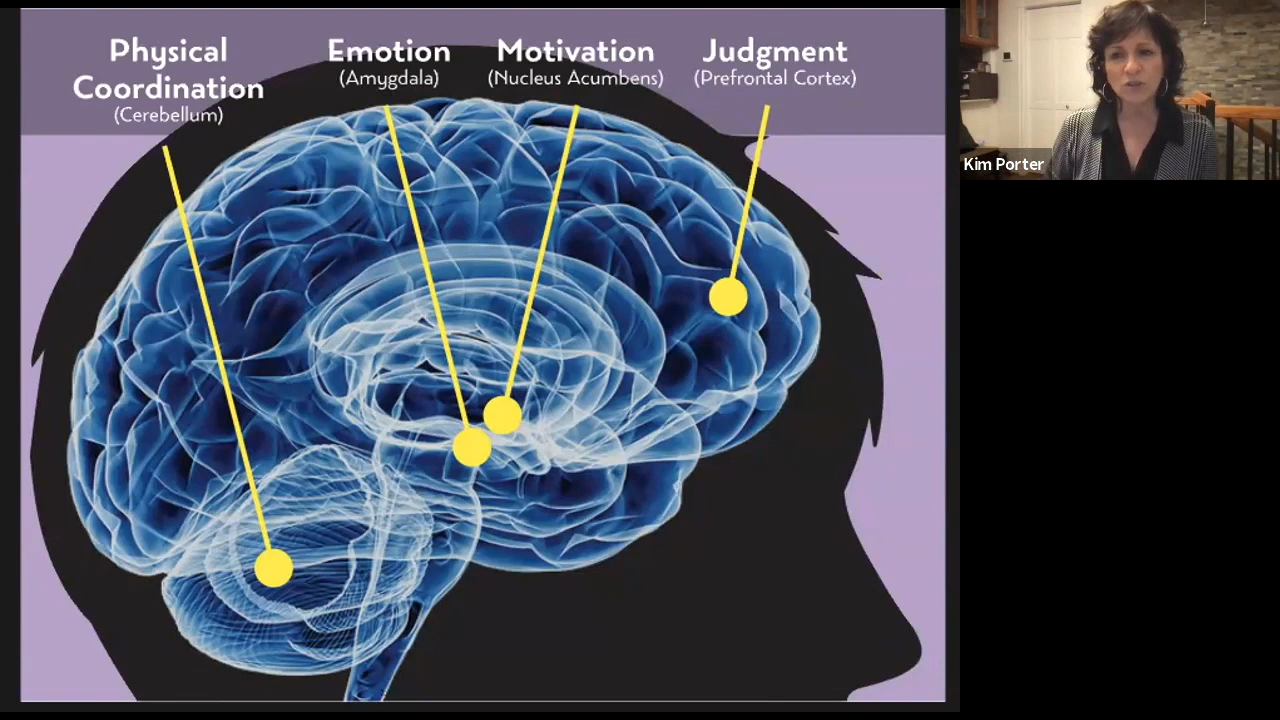 Physical
Coordination
(Cerebellum)
Emotion
(Amygdala)
Motivation
(Nucleus Acumbens)
Judgment
(Prefrontal Cortex)
Kim Porter